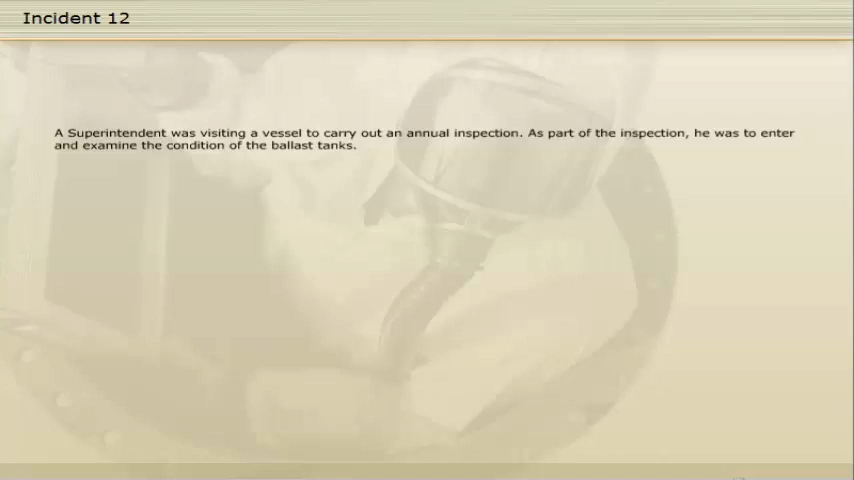 Incident 12
A Superintendent was visiting a vessel to carry out an annual inspection. As part of the inspection, he was to enter
and examine the condition of the ballast tanks.